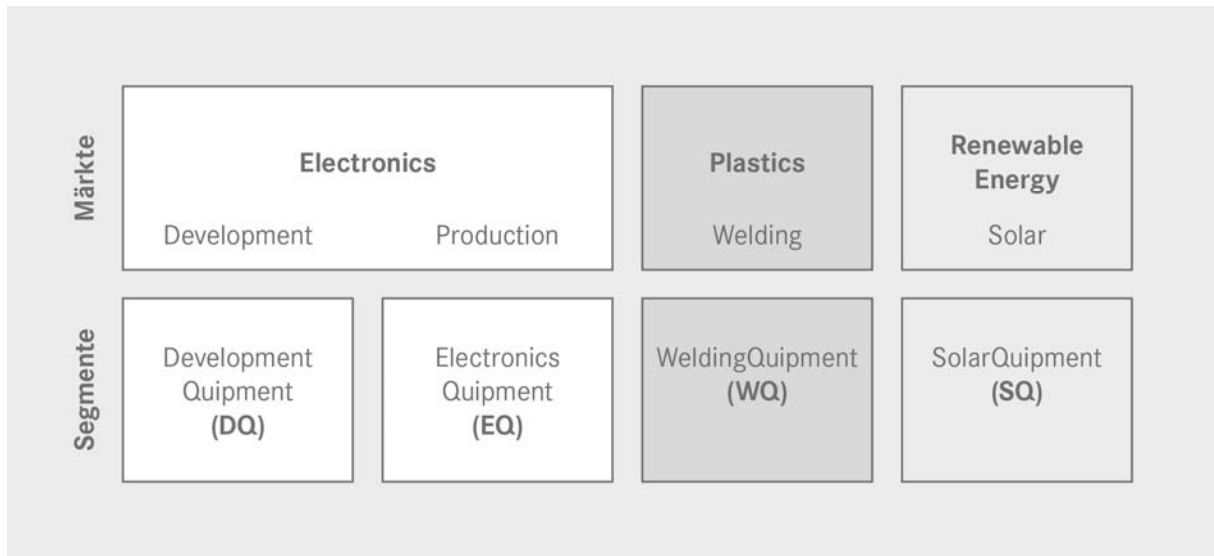 Märkte
Electronics
Development
Production
Plastics
Welding
Renewable
Energy
Solar
Segmente
Development
Quipment
(DQ)
Electronics
Quipment
(EQ)
WeldingQuipment
(WQ)
SolarQuipment
(SQ)